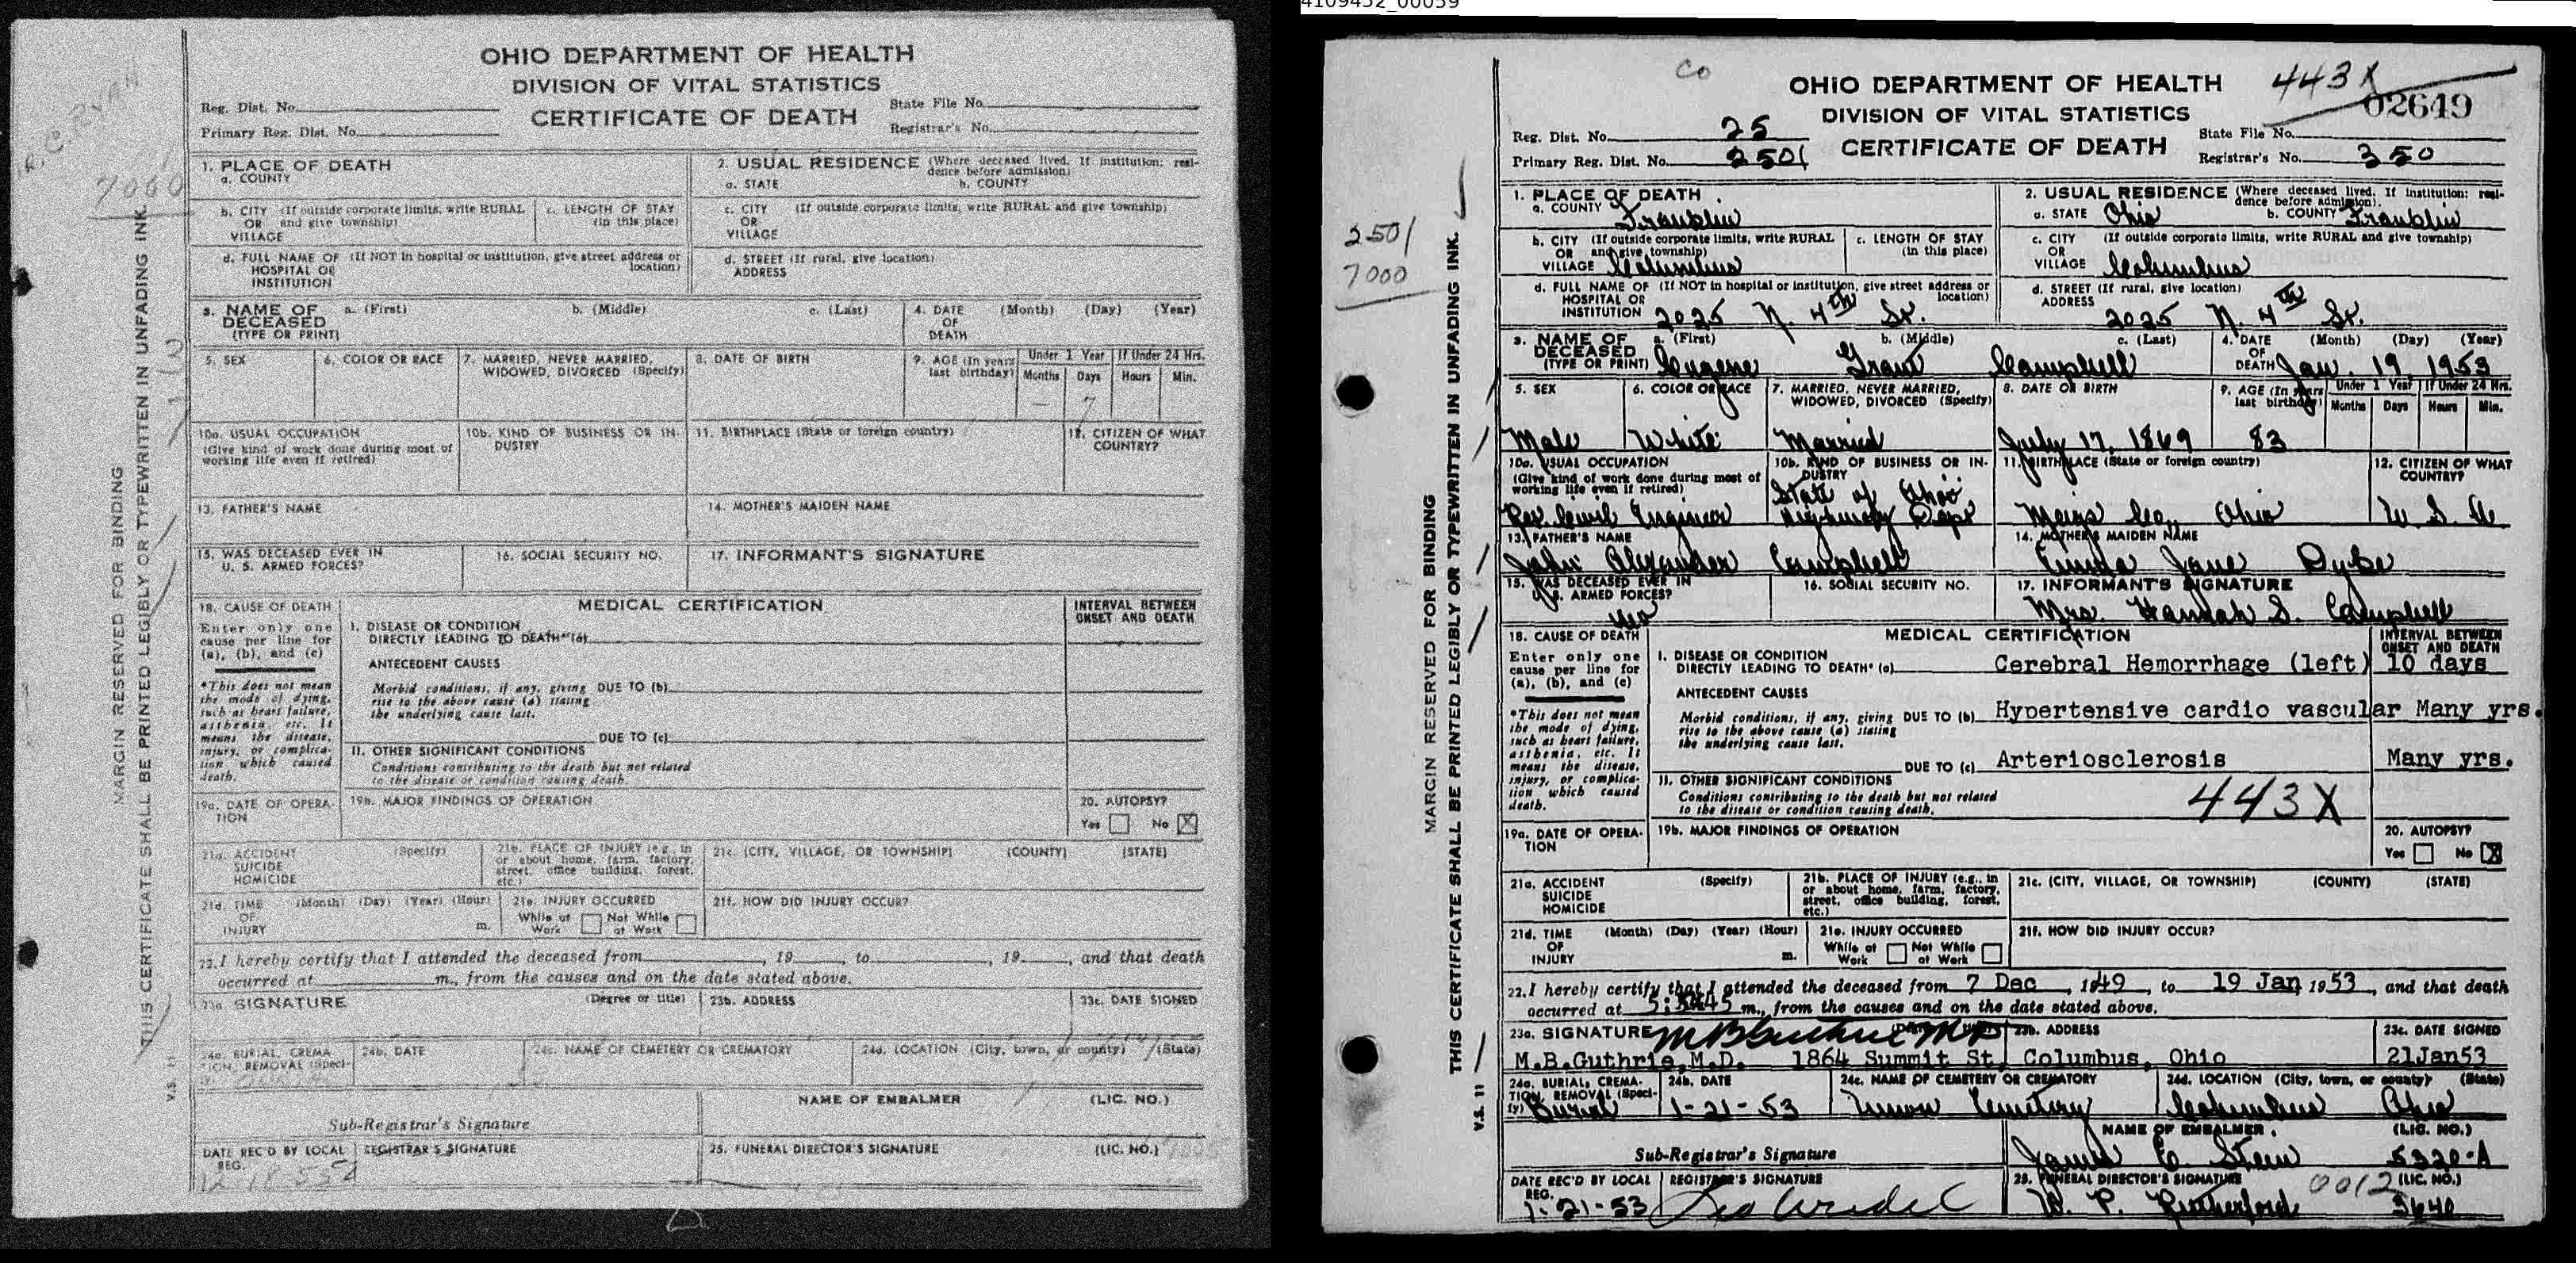 OHIO DEPARTMENT OF HEALTH
DIVISION OF VITAL STATISTICS
CERTIFICATE OF DEATH
Reg. Dist. No.
Primary Reg. Dist. No.
State File No.
Registrar's No.
7000
MARGIN RESERVED FOR BINDING
THIS CERTIFICATE SHALL BE PRINTED LEGIBLY OR TYPEWRITTEN IN UNFADING INK.
V.S. 11
1. PLACE OF DEATH
a. COUNTY
2. USUAL RESIDENCE (Where deceased lived. If institution: resi-
dence before admission)
a. STATE b. COUNTY
b. CITY (If outside corporate limits, write RURAL
OR and give township)
VILLAGE
c. LENGTH OF STAY
(in this place)
c. CITY (If outside corporate limits, write RURAL and give township)
OR
VILLAGE
d. FULL NAME OF (If NOT in hospital or institution, give street address or
HOSPITAL OR location)
INSTITUTION
d. STREET (If rural, give location)
ADDRESS
3. NAME OF a. (First) b. (Middle) c. (Last)
DECEASED
(TYPE OR PRINT)
4. DATE (Month) (Day) (Year)
OF
DEATH
5. SEX
6. COLOR OR RACE
7. MARRIED, NEVER MARRIED,
WIDOWED, DIVORCED (Specify)
8. DATE OF BIRTH
9. AGE (In years
last birthday)
Under 1 Year If Under 24 Hrs.
Months Days Hours Min.
10a. USUAL OCCUPATION
(Give kind of work done during most of
working life even if retired)
10b. KIND OF BUSINESS OR IN-
DUSTRY
11. BIRTHPLACE (State or foreign country)
12. CITIZEN OF WHAT
COUNTRY?
13. FATHER'S NAME
14. MOTHER'S MAIDEN NAME
15. WAS DECEASED EVER IN
U. S. ARMED FORCES?
16. SOCIAL SECURITY NO.
17. INFORMANT'S SIGNATURE
18. CAUSE OF DEATH
Enter only one
cause per line for
(a), (b), and (c)
*This does not mean
the mode of dying,
such as heart failure,
asthenia, etc. It
means the disease,
injury, or complica-
tion which caused
death.
MEDICAL CERTIFICATION
INTERVAL BETWEEN
ONSET AND DEATH
I. DISEASE OR CONDITION
DIRECTLY LEADING TO DEATH* (a)
ANTECEDENT CAUSES
Morbid conditions, if any, giving DUE TO (b)
rise to the above cause (a) stating
the underlying cause last.
DUE TO (c)
II. OTHER SIGNIFICANT CONDITIONS
Conditions contributing to the death but not related
to the disease or condition causing death.
19a. DATE OF OPERA-
TION
19b. MAJOR FINDINGS OF OPERATION
20. AUTOPSY?
Yes No X
21a. ACCIDENT (Specify)
SUICIDE
HOMICIDE
21b. PLACE OF INJURY (e.g., in
or about home, farm, factory,
street, office building, forest,
etc.)
21c. (CITY, VILLAGE, OR TOWNSHIP) (COUNTY) (STATE)
21d. TIME (Month) (Day) (Year) (Hour)
OF
INJURY m.
21e. INJURY OCCURRED
While at Not While
Work at Work
21f. HOW DID INJURY OCCUR?
22. I hereby certify that I attended the deceased from , 19 , to , 19 , and that death
occurred at m., from the causes and on the date stated above.
23a. SIGNATURE (Degree or title)
23b. ADDRESS
23c. DATE SIGNED
24a. BURIAL, CREMA-
TION, REMOVAL (Speci-
fy)
24b. DATE
24c. NAME OF CEMETERY OR CREMATORY
24d. LOCATION (City, town, or county) (State)
NAME OF EMBALMER (LIC. NO.)
Sub-Registrar's Signature
DATE REC'D BY LOCAL
REG.
REGISTRAR'S SIGNATURE
25. FUNERAL DIRECTOR'S SIGNATURE (LIC. NO.)
4109452_00059
Co
OHIO DEPARTMENT OF HEALTH
DIVISION OF VITAL STATISTICS
CERTIFICATE OF DEATH
443X
02649
Reg. Dist. No. 25
Primary Reg. Dist. No. 2501
State File No.
Registrar's No. 350
2501
7000
MARGIN RESERVED FOR BINDING
THIS CERTIFICATE SHALL BE PRINTED LEGIBLY OR TYPEWRITTEN IN UNFADING INK.
V.S. 11
1. PLACE OF DEATH
a. COUNTY Franklin
2. USUAL RESIDENCE (Where deceased lived. If institution: resi-
dence before admission).
a. STATE Ohio b. COUNTY Franklin
b. CITY (If outside corporate limits, write RURAL
OR and give township)
VILLAGE Columbus
c. LENGTH OF STAY
(in this place)
c. CITY (If outside corporate limits, write RURAL and give township)
OR
VILLAGE Columbus
d. FULL NAME OF (If NOT in hospital or institution, give street address or
HOSPITAL OR location)
INSTITUTION 2025 N. 4th St.
d. STREET (If rural, give location)
ADDRESS
2025 N. 4th St.
3. NAME OF a. (First) b. (Middle) c. (Last)
DECEASED
(TYPE OR PRINT) Eugene Grant Campbell
4. DATE (Month) (Day) (Year)
OF
DEATH Jan. 19, 1953
5. SEX
Male
6. COLOR OR RACE
White
7. MARRIED, NEVER MARRIED,
WIDOWED, DIVORCED (Specify)
Married
8. DATE OF BIRTH
July 17, 1869
9. AGE (In years
last birthday)
83
Under 1 Year If Under 24 Hrs.
Months Days Hours Min.
10a. USUAL OCCUPATION
(Give kind of work done during most of
working life even if retired)
Ret. Civil Engineer
10b. KIND OF BUSINESS OR IN-
DUSTRY
State of Ohio
Highway Dept
11. BIRTHPLACE (State or foreign country)
Meigs Co., Ohio
12. CITIZEN OF WHAT
COUNTRY?
U. S. A.
13. FATHER'S NAME
John Alexander Campbell
14. MOTHER'S MAIDEN NAME
Jane Dyke
15. WAS DECEASED EVER IN
U. S. ARMED FORCES?
16. SOCIAL SECURITY NO.
17. INFORMANT'S SIGNATURE
Mrs. Hannah S. Campbell
18. CAUSE OF DEATH
Enter only one
cause per line for
(a), (b), and (c)
*This does not mean
the mode of dying,
such as heart failure,
asthenia, etc. It
means the disease,
injury, or complica-
tion which caused
death.
MEDICAL CERTIFICATION
INTERVAL BETWEEN
ONSET AND DEATH
I. DISEASE OR CONDITION
DIRECTLY LEADING TO DEATH* (a) Cerebral Hemorrhage (left) 10 days
ANTECEDENT CAUSES
Morbid conditions, if any, giving DUE TO (b) Hypertensive cardio vascular Many yrs.
rise to the above cause (a) stating
the underlying cause last.
DUE TO (c) Arteriosclerosis Many yrs.
II. OTHER SIGNIFICANT CONDITIONS
Conditions contributing to the death but not related
to the disease or condition causing death.
443X
19a. DATE OF OPERA-
TION
19b. MAJOR FINDINGS OF OPERATION
20. AUTOPSY?
Yes No X
21a. ACCIDENT (Specify)
SUICIDE
HOMICIDE
21b. PLACE OF INJURY (e.g., in
or about home, farm, factory,
street, office building, forest,
etc.)
21c. (CITY, VILLAGE, OR TOWNSHIP) (COUNTY) (STATE)
21d. TIME (Month) (Day) (Year) (Hour)
OF
INJURY m.
21e. INJURY OCCURRED
While at Not While
Work at Work
21f. HOW DID INJURY OCCUR?
22. I hereby certify that I attended the deceased from 7 Dec , 1949, to 19 Jan, 1953, and that death
occurred at m., from the causes and on the date stated above.
23a. SIGNATURE M B Guthrie M D
23b. ADDRESS
23c. DATE SIGNED
M.B.Guthrie,M.D. 1864 Summit St Columbus, Ohio 21Jan53
24a. BURIAL, CREMA-
TION, REMOVAL (Speci-
fy) Burial
24b. DATE
1-21-53
24c. NAME OF CEMETERY OR CREMATORY
Union Cemetery
24d. LOCATION (City, town, or county) (State)
Columbus Ohio
NAME OF EMBALMER (LIC. NO.)
James E. 5320-A
Sub-Registrar's Signature
DATE REC'D BY LOCAL
REG.
1-21-53
REGISTRAR'S SIGNATURE
25. FUNERAL DIRECTOR'S SIGNATURE 0012 (LIC. NO.)
W. P. Rutherford 3640